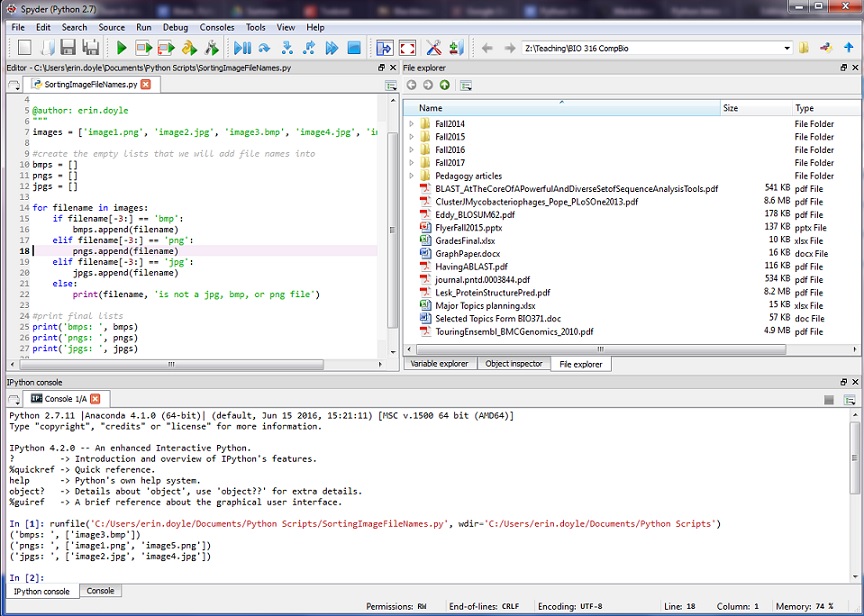 Spyder (Python 2.7)
File Edit Search Source Run Debug Consoles Tools View Help
Z:\Teaching\BIO 316 CompBio
Editor - C:\Users\erin.doyle\Documents\Python Scripts\SortingImageFileNames.py
SortingImageFileNames.py
4
5 @author: erin.doyle
6 """
7 images = ['image1.png', 'image2.jpg', 'image3.bmp', 'image4.jpg',
8
9 #create the empty lists that we will add file names into
10 bmps = []
11 pngs = []
12 jpgs = []
13
14 for filename in images:
15 if filename[-3:] == 'bmp':
16 bmps.append(filename)
17 elif filename[-3:] == 'png':
18 pngs.append(filename)
19 elif filename[-3:] == 'jpg':
20 jpgs.append(filename)
21 else:
22 print(filename, 'is not a jpg, bmp, or png file')
23
24 #print final lists
25 print('bmps: ', bmps)
26 print('pngs: ', pngs)
27 print('jpgs: ', jpgs)
File explorer
Name Size Type
Fall2014 File Folder
Fall2015 File Folder
Fall2016 File Folder
Fall2017 File Folder
Pedagogy articles File Folder
BLAST_AtTheCoreOfAPowerfulAndDiverseSetofSequenceAnalysisTools.pdf 541 KB pdf File
ClusterJMycobacteriophages_Pope_PLoSOne2013.pdf 8.6 MB pdf File
Eddy_BLOSUM62.pdf 178 KB pdf File
FlyerFall2015.pptx 137 KB pptx File
GradesFinal.xlsx 10 KB xlsx File
GraphPaper.docx 16 KB docx File
HavingABLAST.pdf 116 KB pdf File
journal.pntd.0003844.pdf 534 KB pdf File
Lesk_ProteinStructurePred.pdf 8.2 MB pdf File
Major Topics planning.xlsx 15 KB xlsx File
Selected Topics Form BIO371.doc 57 KB doc File
TouringEnsembl_BMCGenomics_2010.pdf 4.9 MB pdf File
Variable explorer Object inspector File explorer
IPython console
Console 1/A
Python 2.7.11 |Anaconda 4.1.0 (64-bit)| (default, Jun 15 2016, 15:21:11) [MSC v.1500 64 bit (AMD64)]
Type "copyright", "credits" or "license" for more information.
IPython 4.2.0 -- An enhanced Interactive Python.
? -> Introduction and overview of IPython's features.
%quickref -> Quick reference.
help -> Python's own help system.
object? -> Details about 'object', use 'object??' for extra details.
%guiref -> A brief reference about the graphical user interface.
In [1]: runfile('C:/Users/erin.doyle/Documents/Python Scripts/SortingImageFileNames.py', wdir='C:/Users/erin.doyle/Documents/Python Scripts')
('bmps: ', ['image3.bmp'])
('pngs: ', ['image1.png', 'image5.png'])
('jpgs: ', ['image2.jpg', 'image4.jpg'])
In [2]:
IPython console Console
Permissions: RW End-of-lines: CRLF Encoding: UTF-8 Line: 18 Column: 1 Memory: 74 %